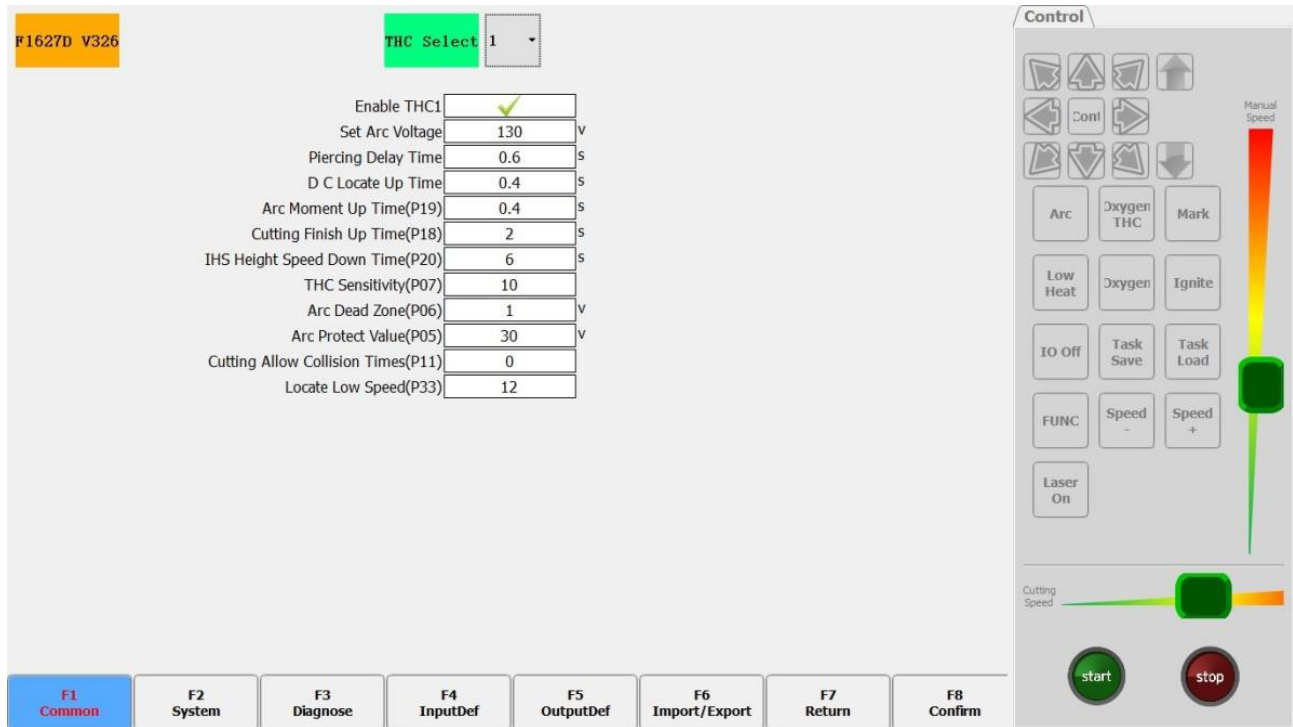 F1627D V326
THC Select 1
Enable THC1
Set Arc Voltage 130 V
Piercing Delay Time 0.6 s
D C Locate Up Time 0.4 s
Arc Moment Up Time(P19) 0.4 s
Cutting Finish Up Time(P18) 2 s
IHS Height Speed Down Time(P20) 6 s
THC Sensitivity(P07) 10
Arc Dead Zone(P06) 1 V
Arc Protect Value(P05) 30 V
Cutting Allow Collision Times(P11) 0
Locate Low Speed(P33) 12
F1
Common
F2
System
F3
Diagnose
F4
InputDef
F5
OutputDef
F6
Import/Export
F7
Return
F8
Confirm
Control
Cont
Manual
Speed
Arc
Oxygen
THC
Mark
Low
Heat
Oxygen
Ignite
IO Off
Task
Save
Task
Load
FUNC
Speed
-
Speed
+
Laser
On
Cutting
Speed
start
stop